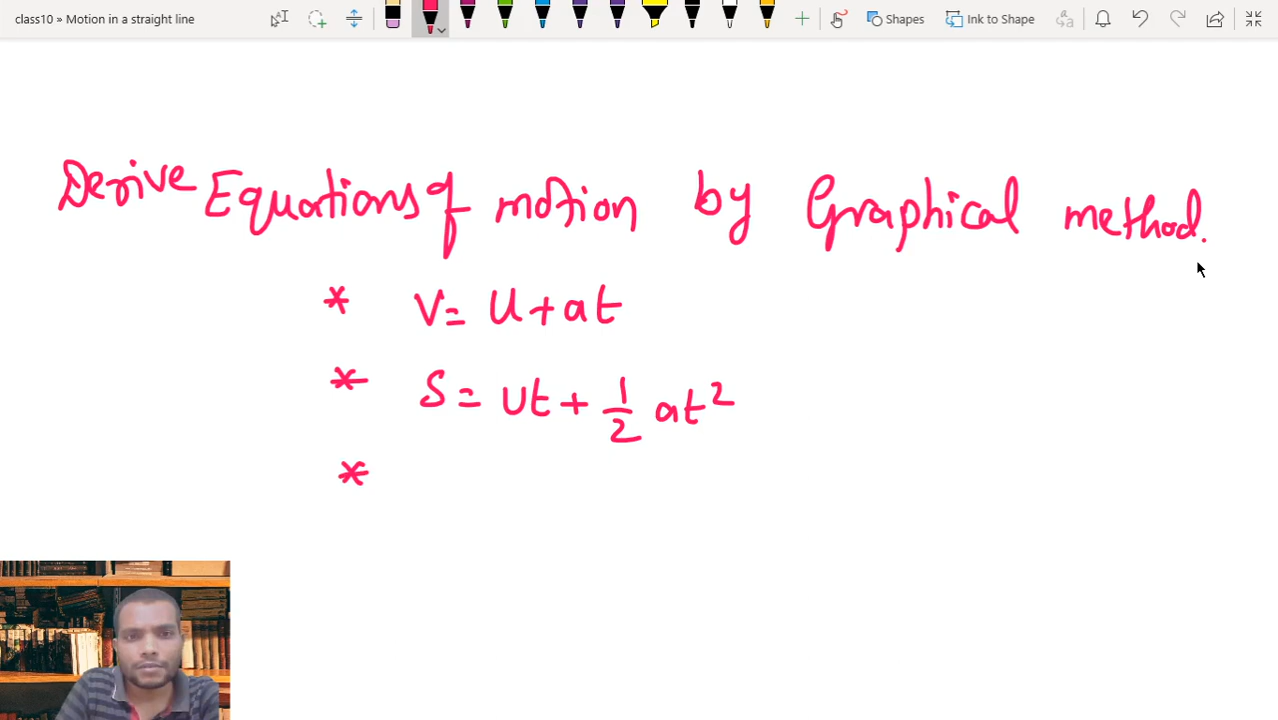 class10 » Motion in a straight line Shapes Ink to Shape
Derive Equations of motion by Graphical method.
* V = U + at
* S = Ut + 1/2 at²
*